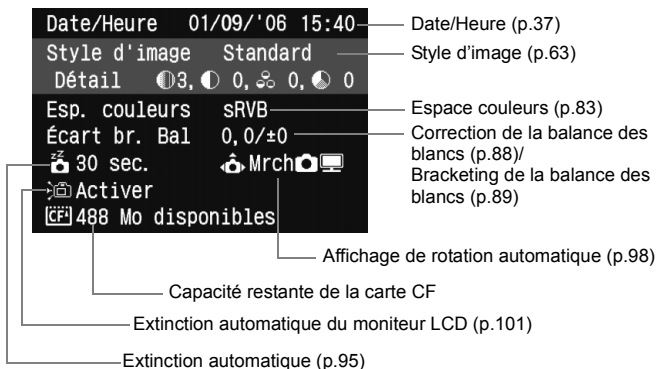 Date/Heure 01/09/'06 15:40
Date/Heure (p.37)
Style d'image Standard
Style d'image (p.63)
Détail 3, 0, 0, 0
Esp. couleurs sRVB
Espace couleurs (p.83)
Écart br. Bal 0,0/±0
Correction de la balance des
blancs (p.88)/
Bracketing de la balance des
blancs (p.89)
30 sec. Mrch
Activer
CF 488 Mo disponibles
Affichage de rotation automatique (p.98)
Capacité restante de la carte CF
Extinction automatique du moniteur LCD (p.101)
Extinction automatique (p.95)